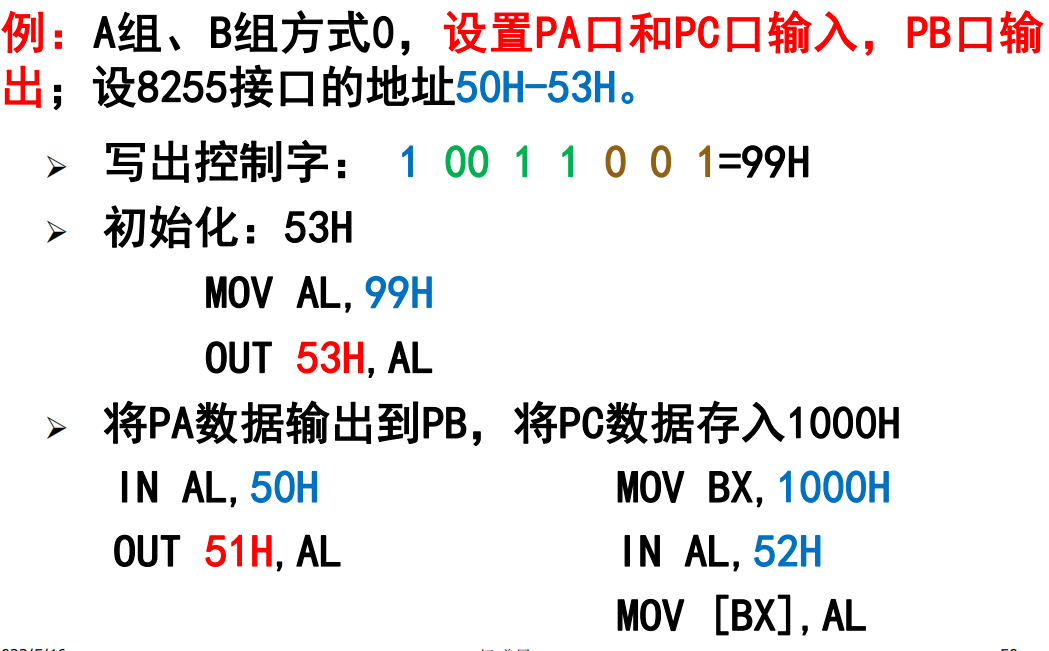 例：A组、B组方式0，设置PA口和PC口输入，PB口输
出；设8255接口的地址50H-53H。
➢ 写出控制字： 1 00 1 1 0 0 1=99H
➢ 初始化：53H
MOV AL,99H
OUT 53H,AL
➢ 将PA数据输出到PB，将PC数据存入1000H
IN AL,50H
OUT 51H,AL
MOV BX,1000H
IN AL,52H
MOV [BX],AL